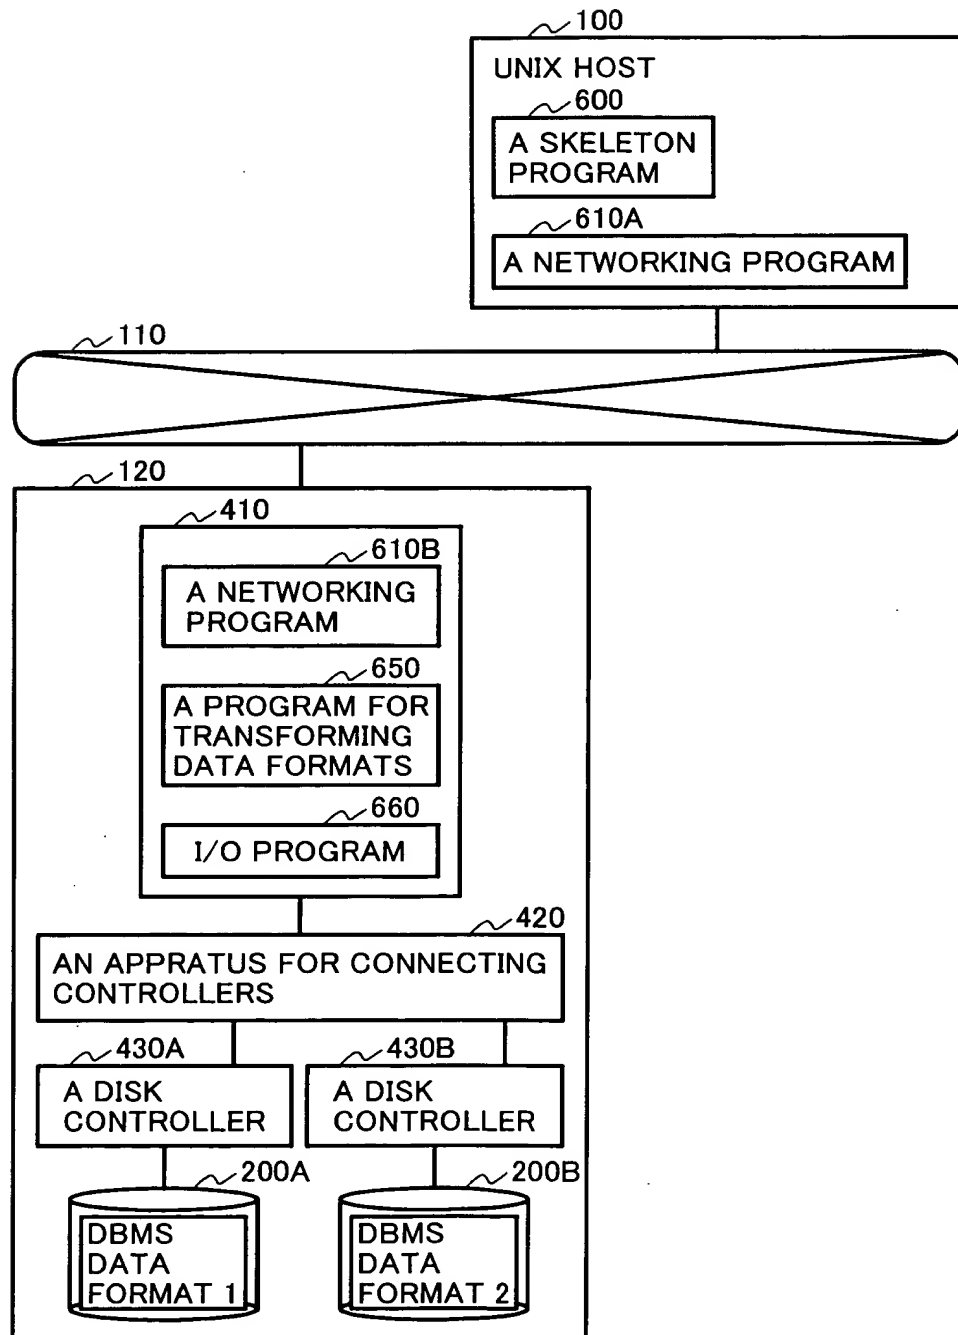 100
UNIX HOST
600
A SKELETON
PROGRAM
610A
A NETWORKING PROGRAM
110
120
410
610B
A NETWORKING
PROGRAM
650
A PROGRAM FOR
TRANSFORMING
DATA FORMATS
660
I/O PROGRAM
420
AN APPRATUS FOR CONNECTING
CONTROLLERS
430A
A DISK
CONTROLLER
430B
A DISK
CONTROLLER
200A
DBMS
DATA
FORMAT 1
200B
DBMS
DATA
FORMAT 2